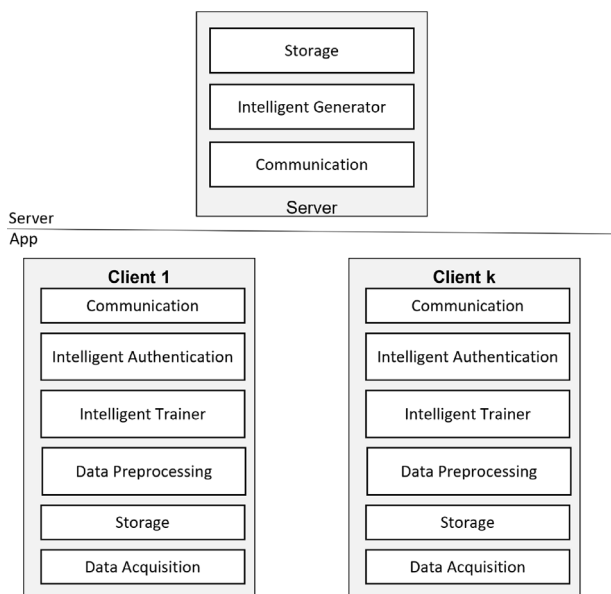 Storage
Intelligent Generator
Communication
Server
Server
App
Client 1
Communication
Intelligent Authentication
Intelligent Trainer
Data Preprocessing
Storage
Data Acquisition
Client k
Communication
Intelligent Authentication
Intelligent Trainer
Data Preprocessing
Storage
Data Acquisition